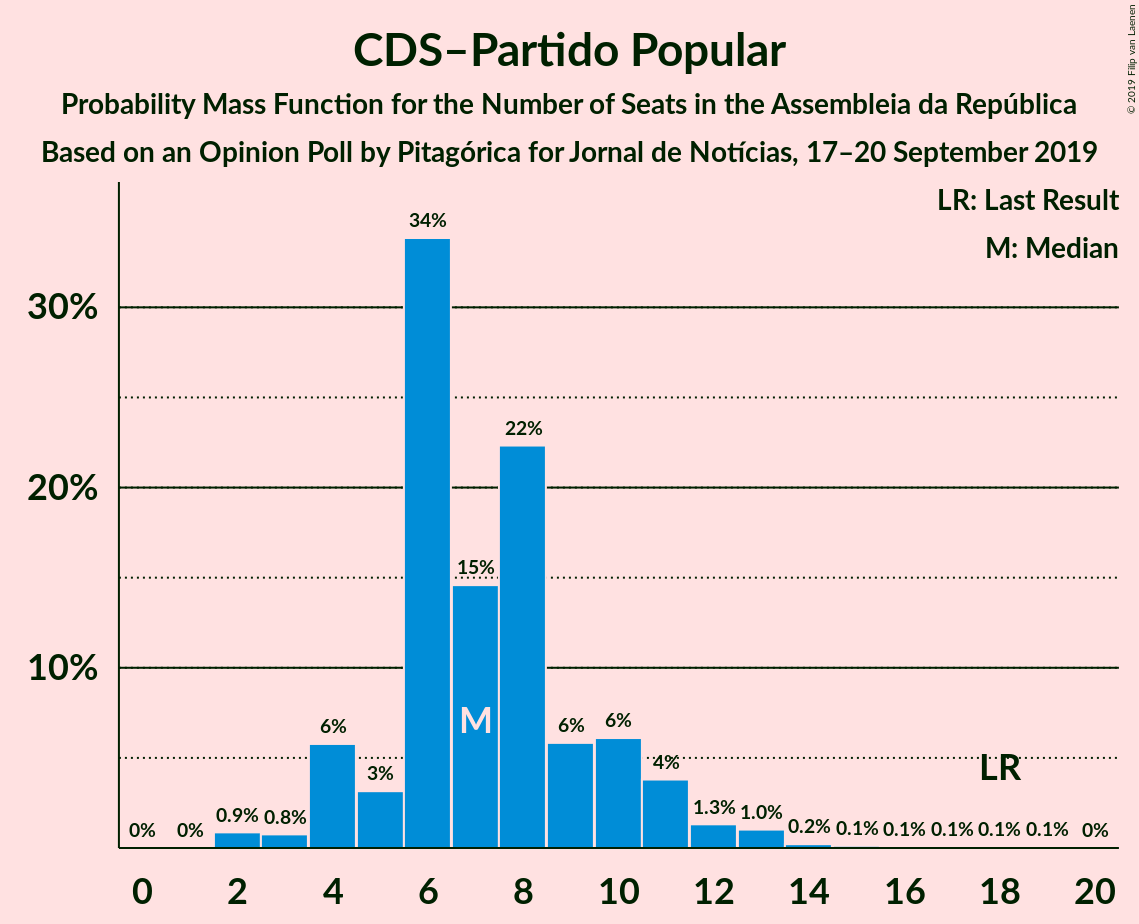 CDS–Partido Popular
Probability Mass Function for the Number of Seats in the Assembleia da República
Based on an Opinion Poll by Pitagórica for Jornal de Notícias, 17–20 September 2019
© 2019 Filip van Laenen
LR: Last Result
M: Median
30%
20%
10%
0%
0%
0.9%
0.8%
6%
3%
34%
15%
22%
6%
6%
4%
1.3%
1.0%
0.2%
0.1%
0.1%
0.1%
0.1%
0.1%
0%
M
LR
0 2 4 6 8 10 12 14 16 18 20